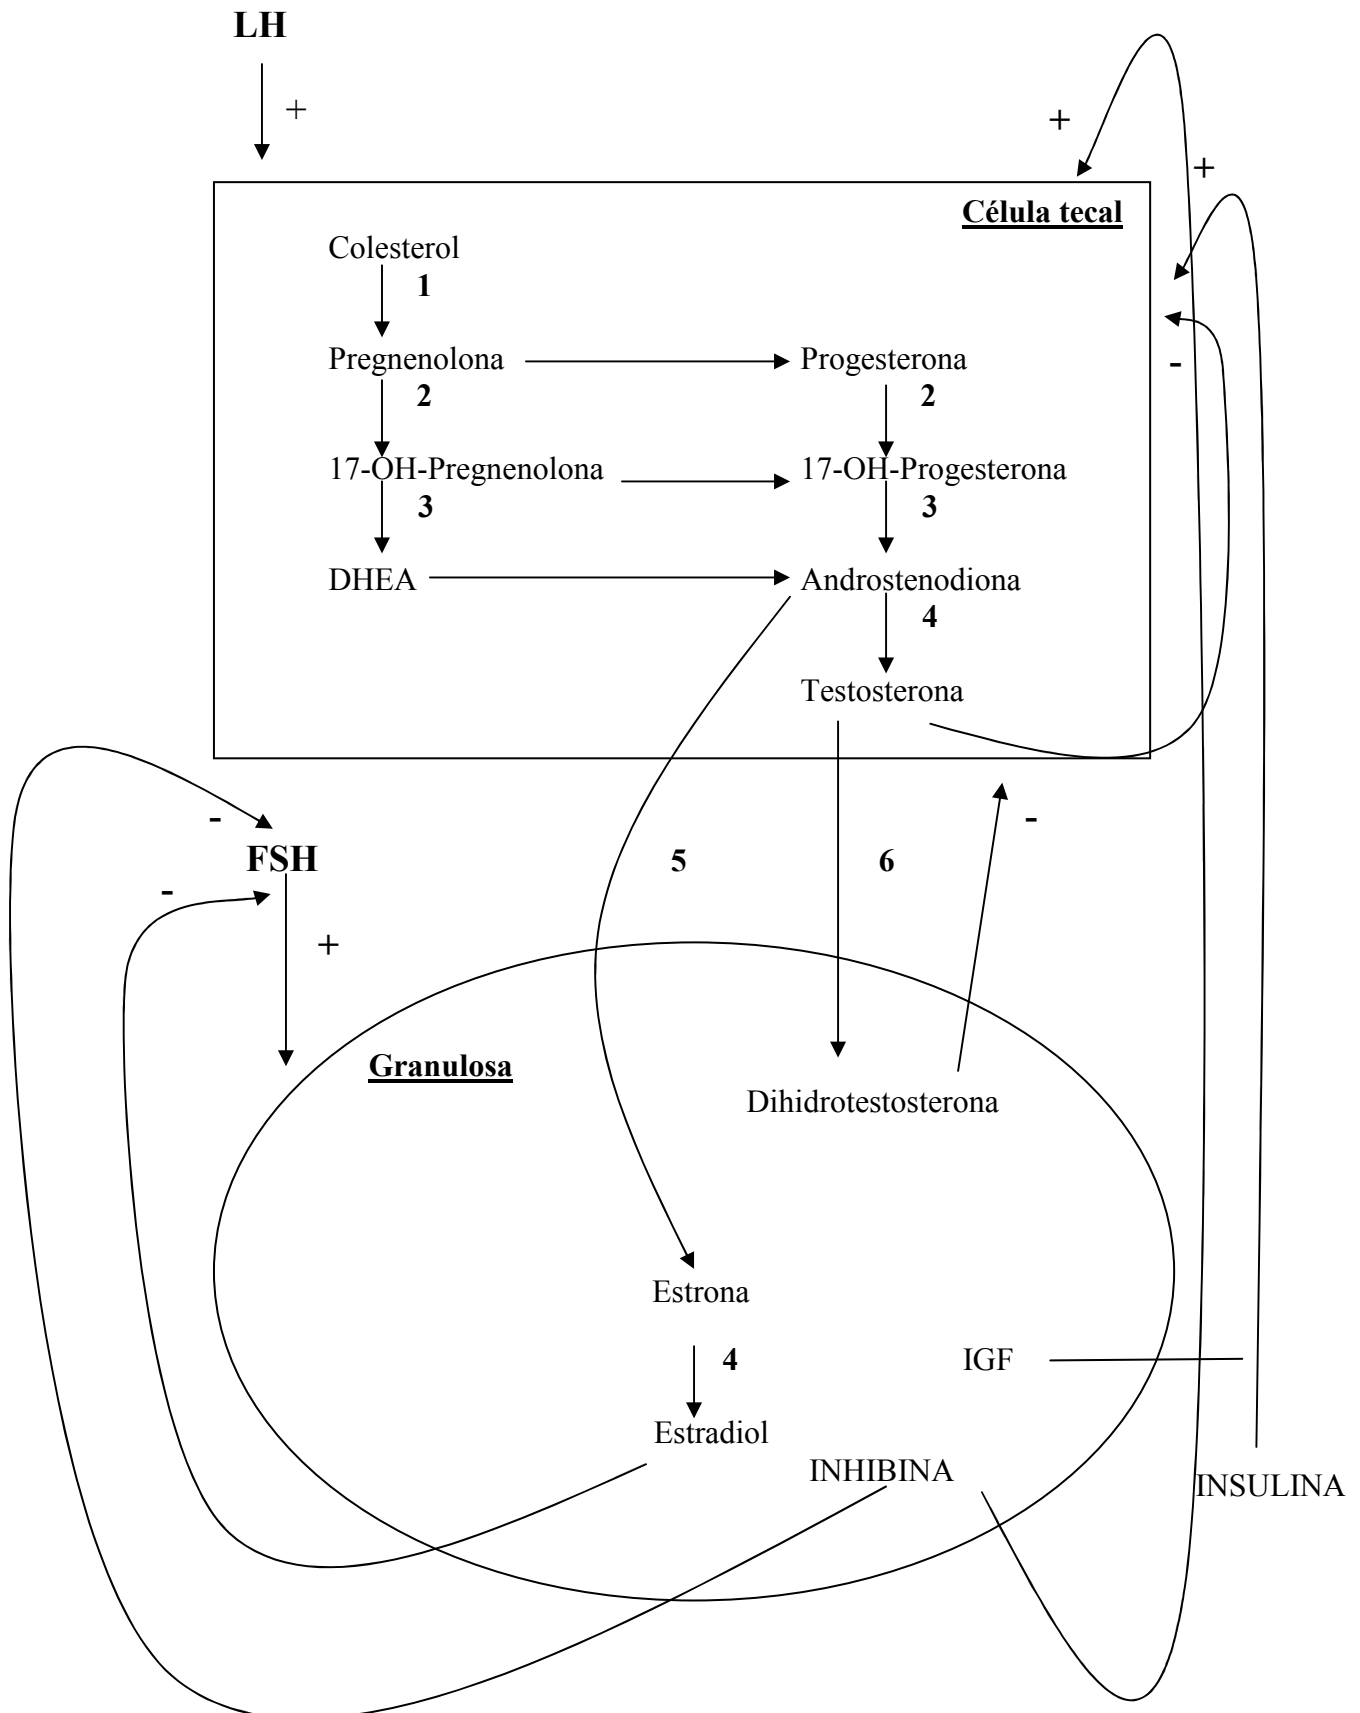 LH
+
+
+
Célula tecal
Colesterol
1
Pregnenolona
Progesterona
-
2
2
17-OH-Pregnenolona
17-OH-Progesterona
3
3
DHEA
Androstenodiona
4
Testosterona
-
-
FSH
5
6
-
+
Granulosa
Dihidrotestosterona
Estrona
4
IGF
Estradiol
INHIBINA
INSULINA